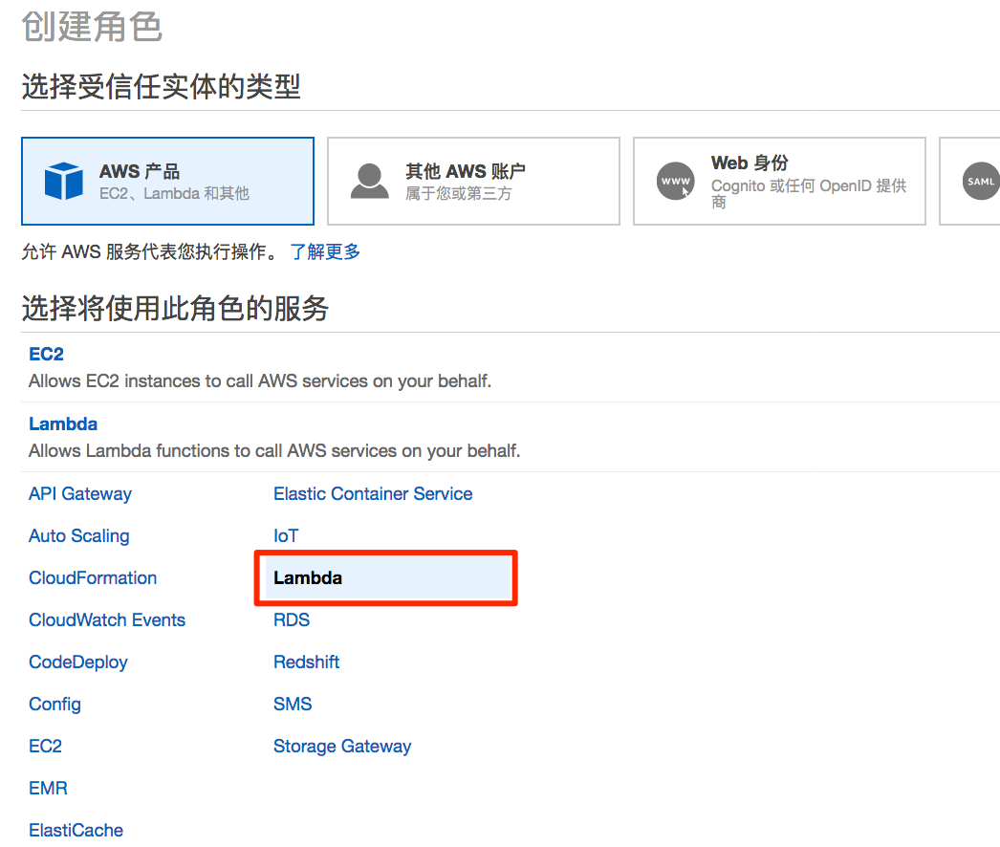 创建角色
选择受信任实体的类型
AWS 产品
EC2、Lambda 和其他
其他 AWS 账户
属于您或第三方
Web 身份
Cognito 或任何 OpenID 提供
商
WWW
SAML
允许 AWS 服务代表您执行操作。 了解更多
选择将使用此角色的服务
EC2
Allows EC2 instances to call AWS services on your behalf.
Lambda
Allows Lambda functions to call AWS services on your behalf.
API Gateway
Auto Scaling
CloudFormation
CloudWatch Events
CodeDeploy
Config
EC2
EMR
ElastiCache
Elastic Container Service
IoT
Lambda
RDS
Redshift
SMS
Storage Gateway